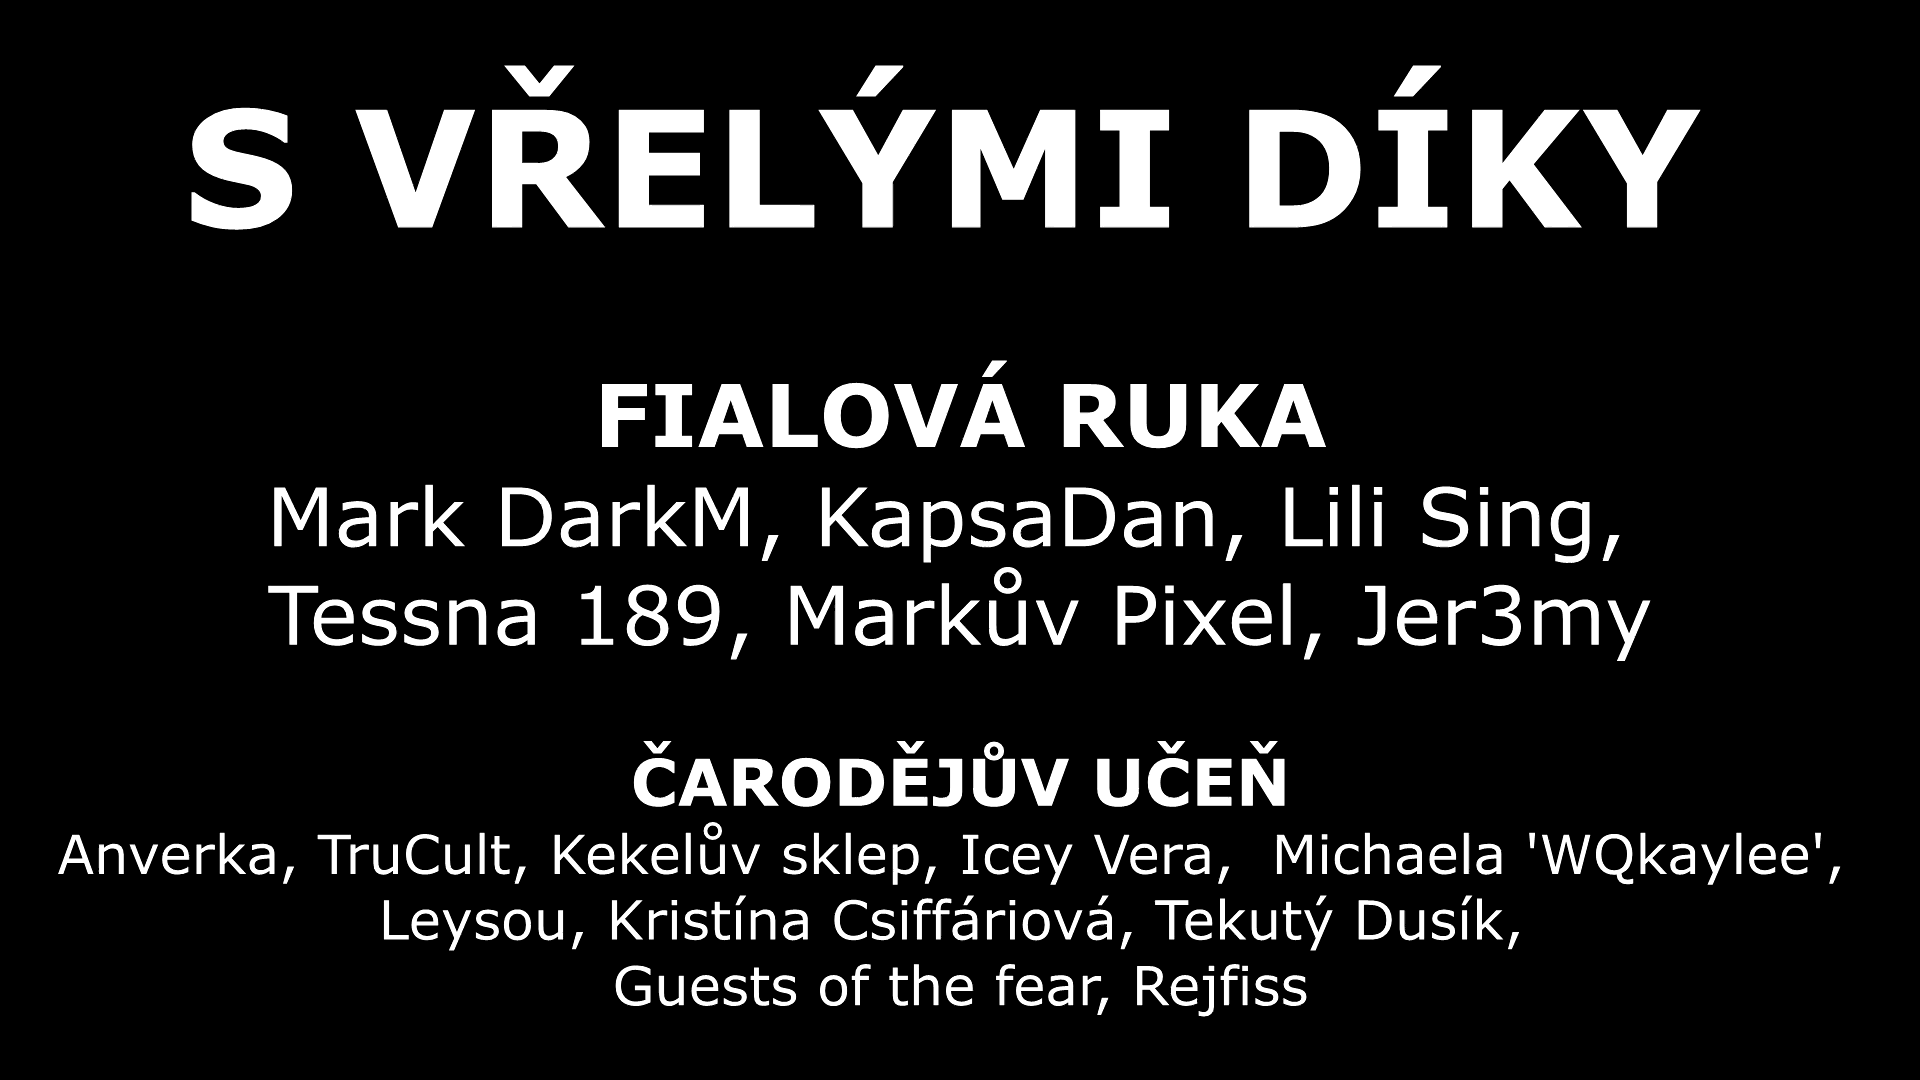 S VŘELÝMI DÍKY
FIALOVÁ RUKA
Mark DarkM, KapsaDan, Lili Sing,
Tessna 189, Markův Pixel, Jer3my
ČARODĚJŮV UČEŇ
Anverka, TruCult, Kekelův sklep, Icey Vera,  Michaela 'WQkaylee',
Leysou, Kristína Csiffáriová, Tekutý Dusík,
Guests of the fear, Rejfiss